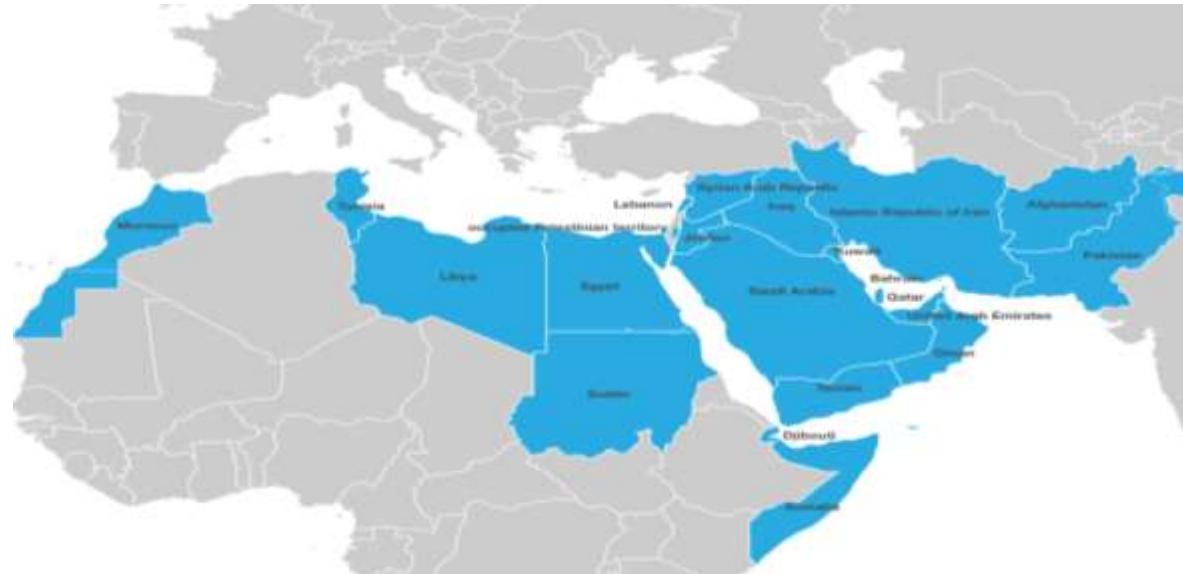 Syrian Arab Republic
Lebanon
Tunisia
Iraq
Afghanistan
Islamic Republic of Iran
Morocco
occupied Palestinian territory
Jordan
Kuwait
Pakistan
Libya
Egypt
Bahrain
Saudi Arabia
Qatar
United Arab Emirates
Oman
Yemen
Sudan
Djibouti
Somalia